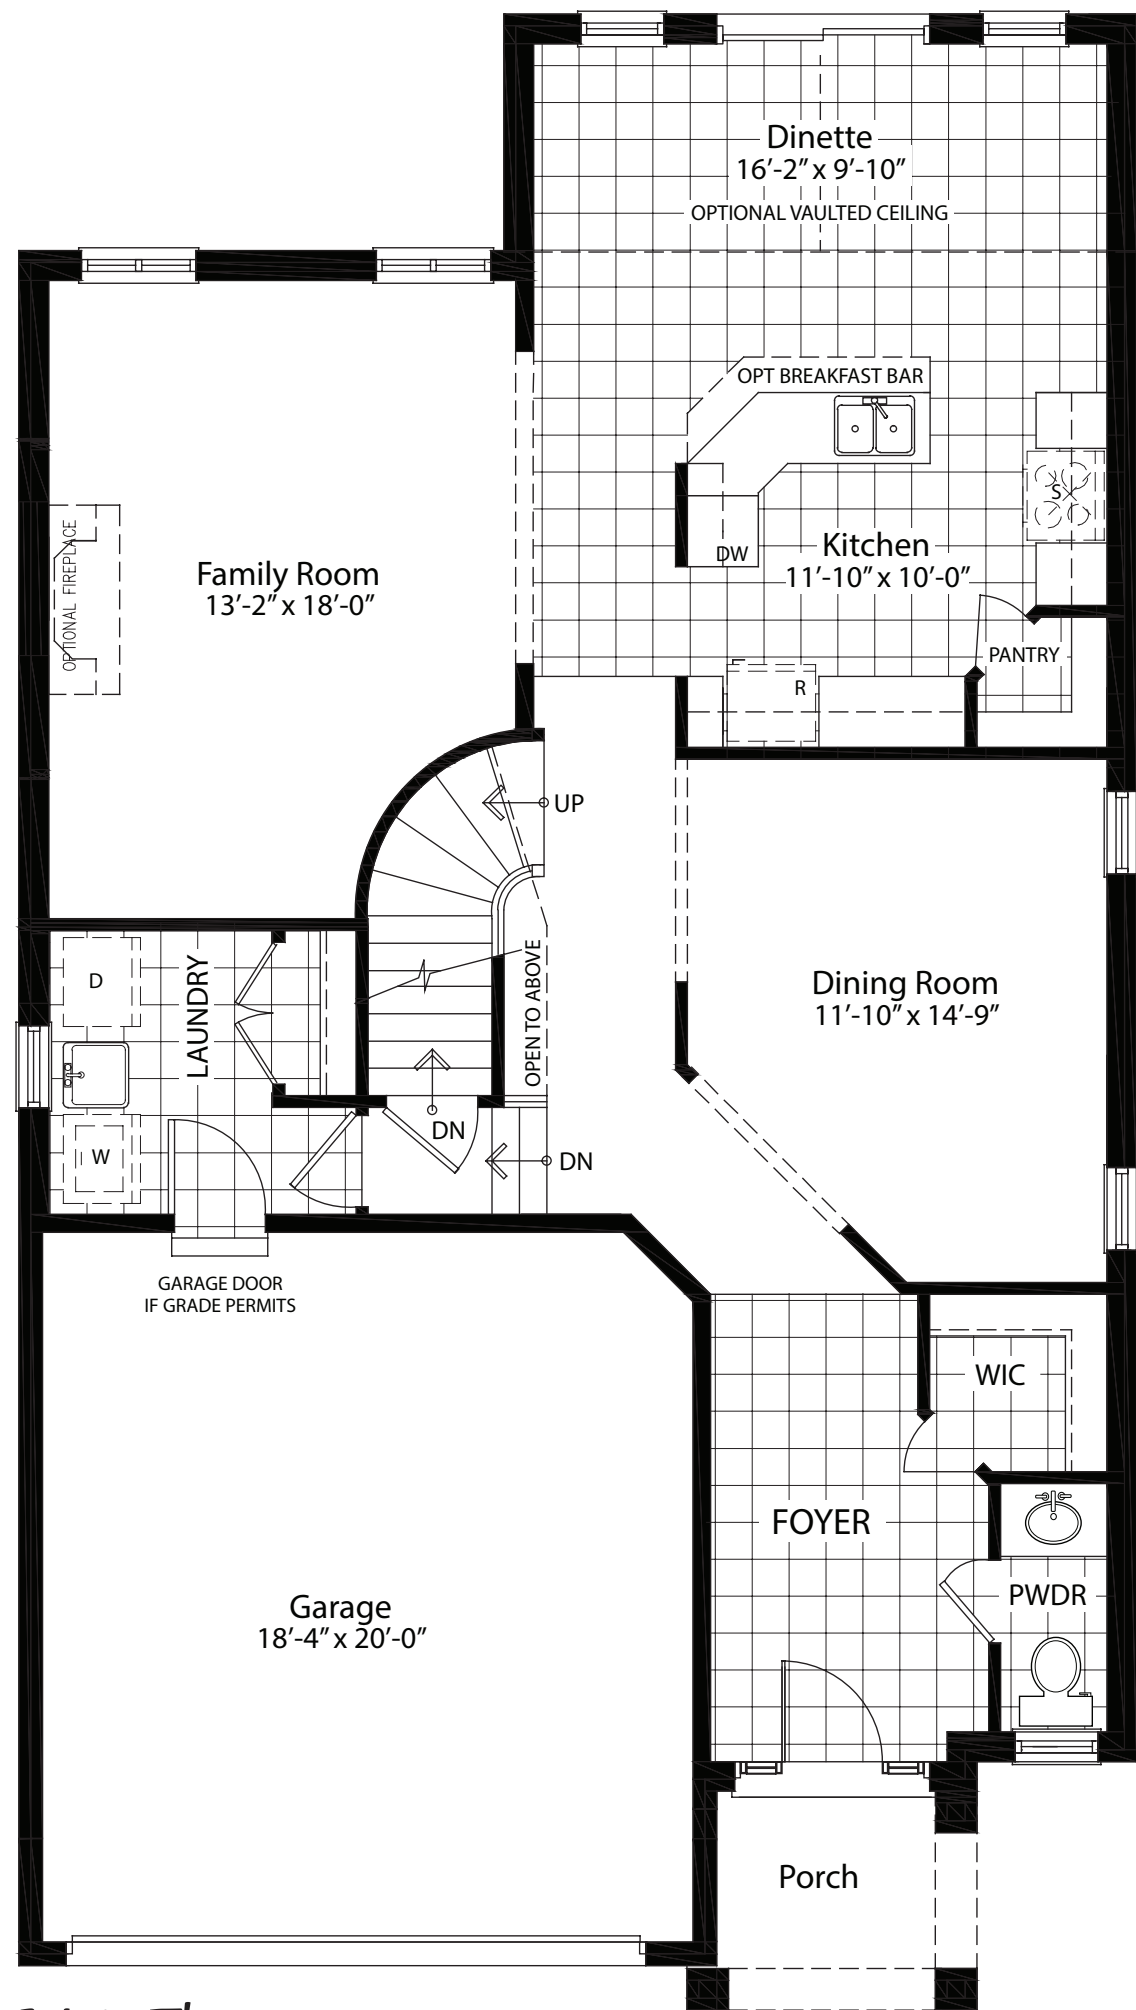 Dinette
16'-2" x 9'-10"
OPTIONAL VAULTED CEILING
OPT BREAKFAST BAR
S
DW
Kitchen
11'-10" x 10'-0"
OPTIONAL FIREPLACE
Family Room
13'-2" x 18'-0"
PANTRY
R
UP
D
LAUNDRY
OPEN TO ABOVE
Dining Room
11'-10" x 14'-9"
DN
W
DN
GARAGE DOOR
IF GRADE PERMITS
WIC
FOYER
PWDR
Garage
18'-4" x 20'-0"
Porch